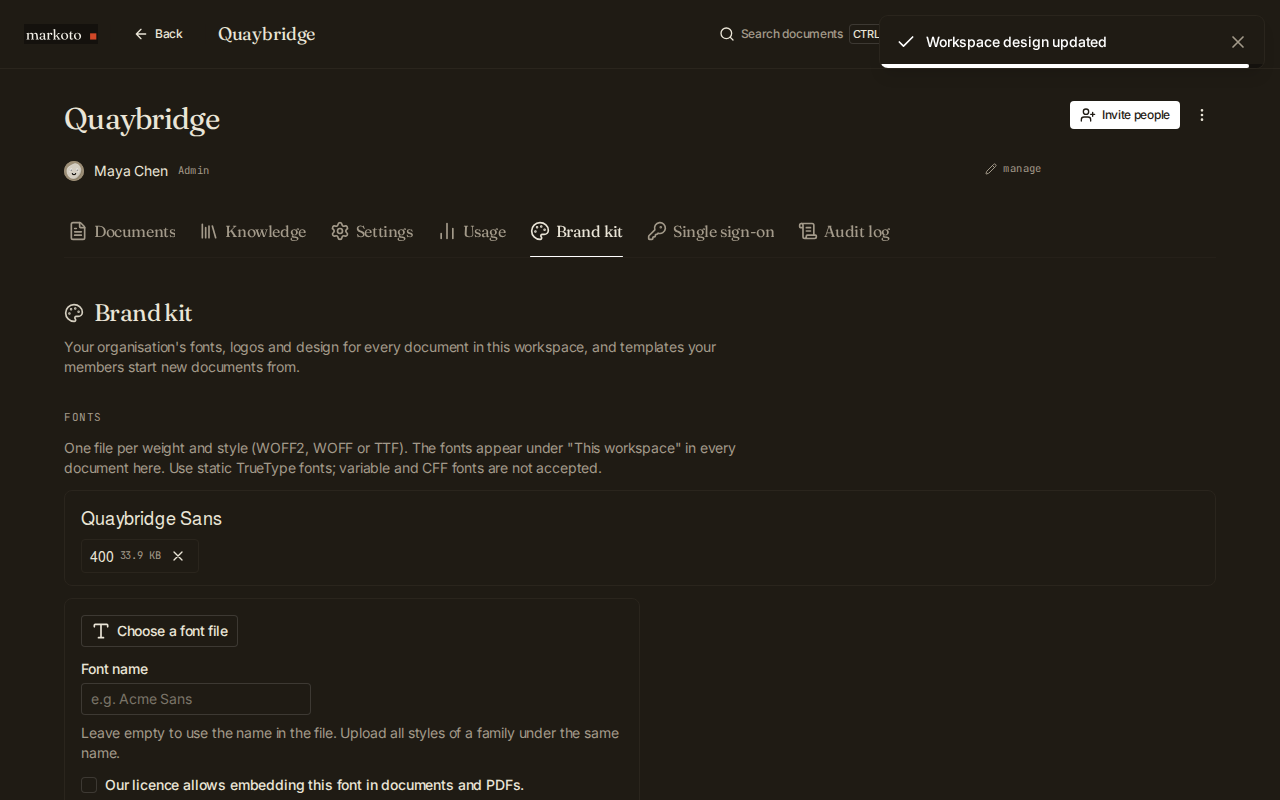 markoto
Back
Quaybridge
Search documents CTRL
Workspace design updated
Quaybridge
Invite people
Maya Chen Admin
manage
Documents Knowledge Settings Usage Brand kit Single sign-on Audit log
Brand kit
Your organisation's fonts, logos and design for every document in this workspace, and templates your
members start new documents from.
FONTS
One file per weight and style (WOFF2, WOFF or TTF). The fonts appear under "This workspace" in every
document here. Use static TrueType fonts; variable and CFF fonts are not accepted.
Quaybridge Sans
400 33.9 KB
Choose a font file
Font name
e.g. Acme Sans
Leave empty to use the name in the file. Upload all styles of a family under the same
name.
Our licence allows embedding this font in documents and PDFs.